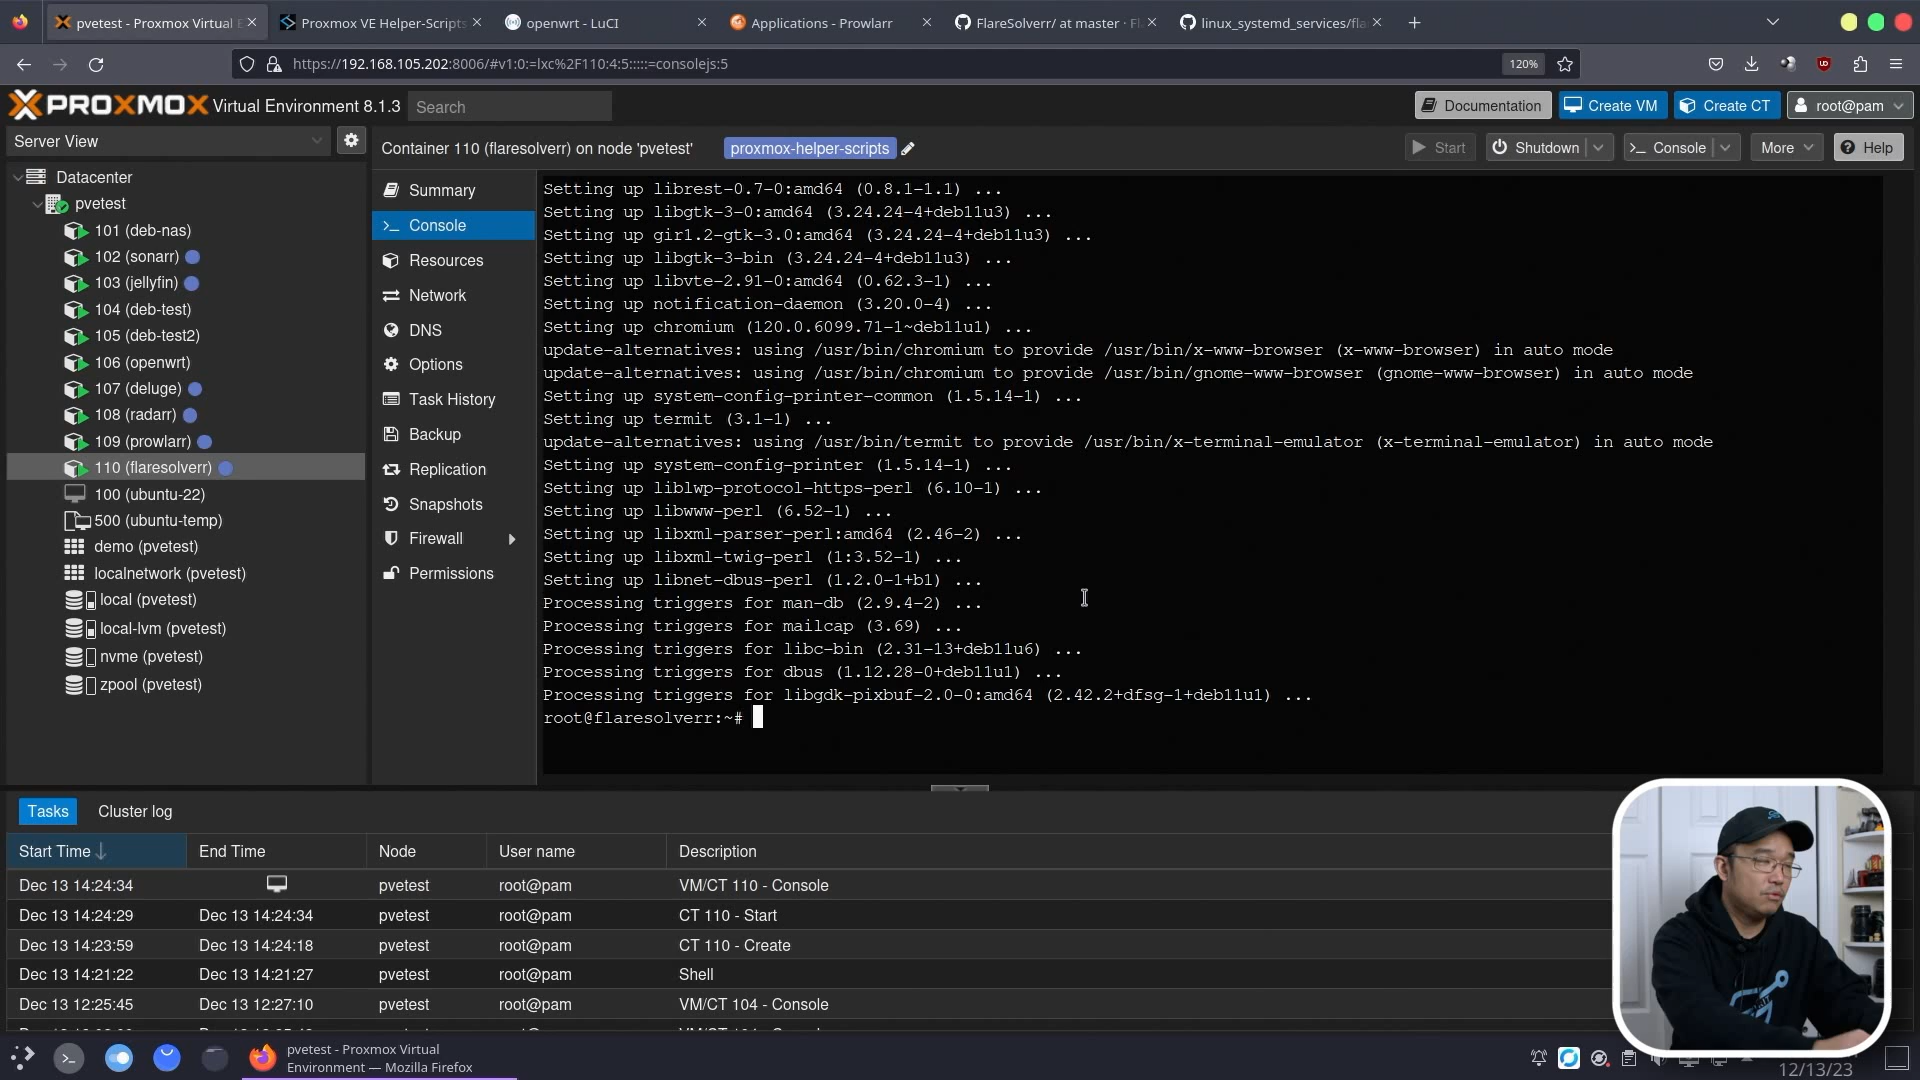 pvetest - Proxmox Virtual E
Proxmox VE Helper-Scripts
openwrt - LuCI
Applications - Prowlarr
FlareSolverr/ at master · Fl
linux_systemd_services/fla
https://192.168.105.202:8006/#v1:0:=lxc%2F110:4:5:::::=consolejs:5
120%
PROXMOX Virtual Environment 8.1.3
Search
Documentation
Create VM
Create CT
root@pam
Server View
Container 110 (flaresolverr) on node 'pvetest'
proxmox-helper-scripts
Start
Shutdown
Console
More
Help
Datacenter
pvetest
101 (deb-nas)
102 (sonarr)
103 (jellyfin)
104 (deb-test)
105 (deb-test2)
106 (openwrt)
107 (deluge)
108 (radarr)
109 (prowlarr)
110 (flaresolverr)
100 (ubuntu-22)
500 (ubuntu-temp)
demo (pvetest)
localnetwork (pvetest)
local (pvetest)
local-lvm (pvetest)
nvme (pvetest)
zpool (pvetest)
Summary
Console
Resources
Network
DNS
Options
Task History
Backup
Replication
Snapshots
Firewall
Permissions
Setting up librest-0.7-0:amd64 (0.8.1-1.1) ...
Setting up libgtk-3-0:amd64 (3.24.24-4+deb11u3) ...
Setting up gir1.2-gtk-3.0:amd64 (3.24.24-4+deb11u3) ...
Setting up libgtk-3-bin (3.24.24-4+deb11u3) ...
Setting up libvte-2.91-0:amd64 (0.62.3-1) ...
Setting up notification-daemon (3.20.0-4) ...
Setting up chromium (120.0.6099.71-1~deb11u1) ...
update-alternatives: using /usr/bin/chromium to provide /usr/bin/x-www-browser (x-www-browser) in auto mode
update-alternatives: using /usr/bin/chromium to provide /usr/bin/gnome-www-browser (gnome-www-browser) in auto mode
Setting up system-config-printer-common (1.5.14-1) ...
Setting up termit (3.1-1) ...
update-alternatives: using /usr/bin/termit to provide /usr/bin/x-terminal-emulator (x-terminal-emulator) in auto mode
Setting up system-config-printer (1.5.14-1) ...
Setting up liblwp-protocol-https-perl (6.10-1) ...
Setting up libwww-perl (6.52-1) ...
Setting up libxml-parser-perl:amd64 (2.46-2) ...
Setting up libxml-twig-perl (1:3.52-1) ...
Setting up libnet-dbus-perl (1.2.0-1+b1) ...
Processing triggers for man-db (2.9.4-2) ...
Processing triggers for mailcap (3.69) ...
Processing triggers for libc-bin (2.31-13+deb11u6) ...
Processing triggers for dbus (1.12.28-0+deb11u1) ...
Processing triggers for libgdk-pixbuf-2.0-0:amd64 (2.42.2+dfsg-1+deb11u1) ...
root@flaresolverr:~#
Tasks
Cluster log
Start Time End Time Node User name Description
Dec 13 14:24:34 pvetest root@pam VM/CT 110 - Console
Dec 13 14:24:29 Dec 13 14:24:34 pvetest root@pam CT 110 - Start
Dec 13 14:23:59 Dec 13 14:24:18 pvetest root@pam CT 110 - Create
Dec 13 14:21:22 Dec 13 14:21:27 pvetest root@pam Shell
Dec 13 12:25:45 Dec 13 12:27:10 pvetest root@pam VM/CT 104 - Console
pvetest - Proxmox Virtual
Environment — Mozilla Firefox
12/13/23